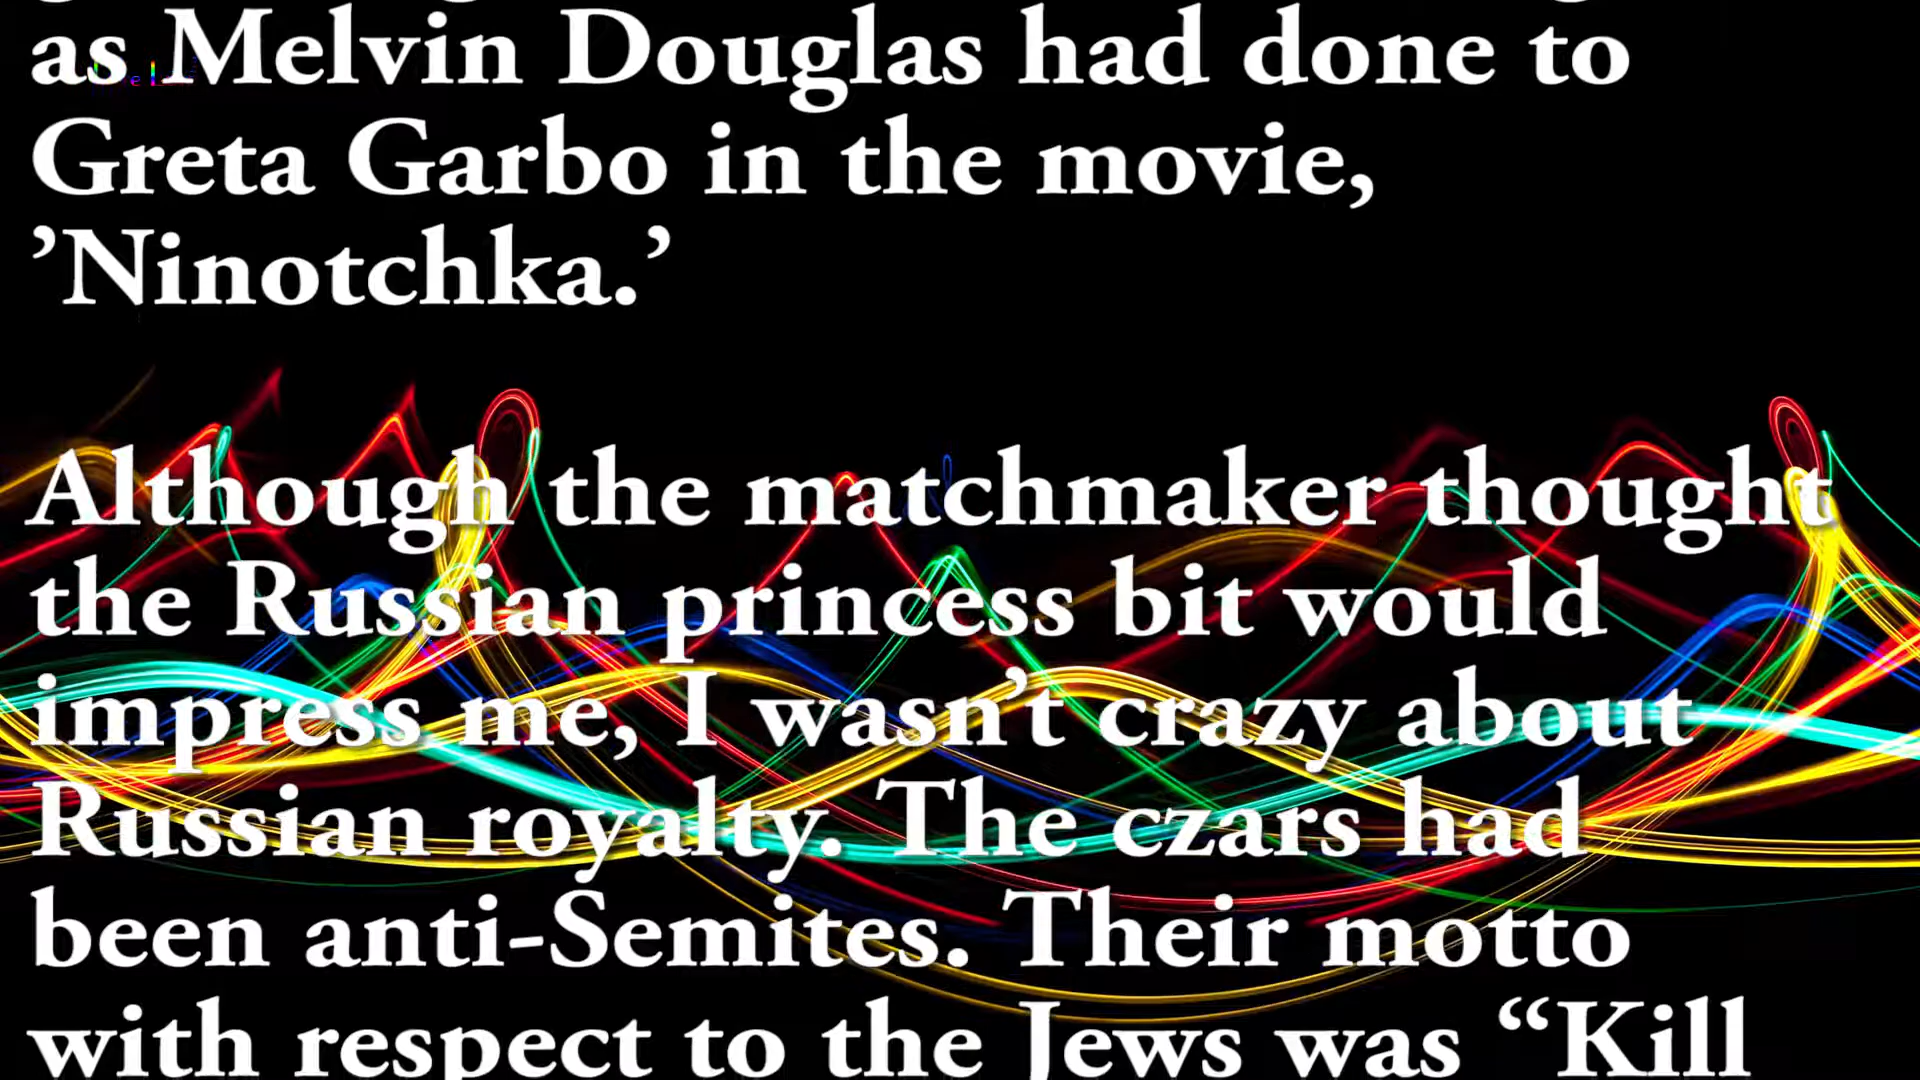 as Melvin Douglas had done to
Greta Garbo in the movie,
’Ninotchka.’
Although the matchmaker thought
the Russian princess bit would
impress me, I wasn’t crazy about
Russian royalty. The czars had
been anti-Semites. Their motto
with respect to the Jews was “Kill